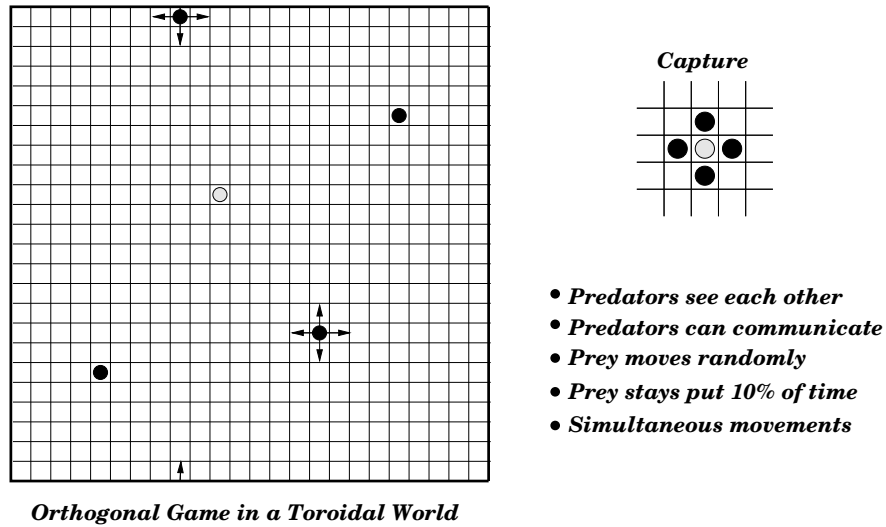 Capture
• Predators see each other
• Predators can communicate
• Prey moves randomly
• Prey stays put 10% of time
• Simultaneous movements
Orthogonal Game in a Toroidal World